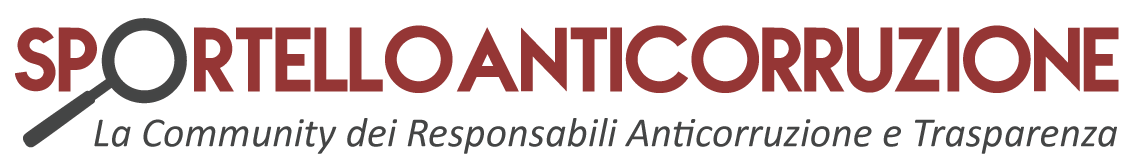 SPORTELLOANTICORRUZIONE
La Community dei Responsabili Anticorruzione e Trasparenza